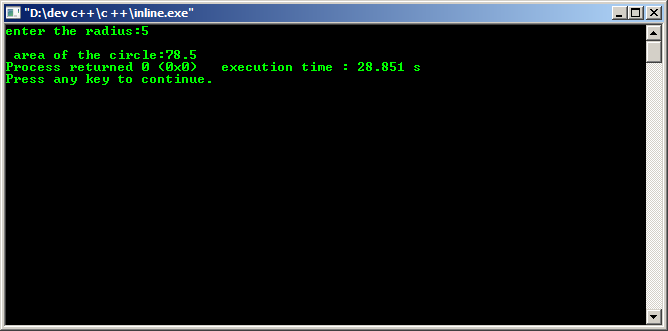 "D:\dev c++\c ++\inline.exe"
enter the radius:5
area of the circle:78.5
Process returned 0 (0x0)   execution time : 28.851 s
Press any key to continue.